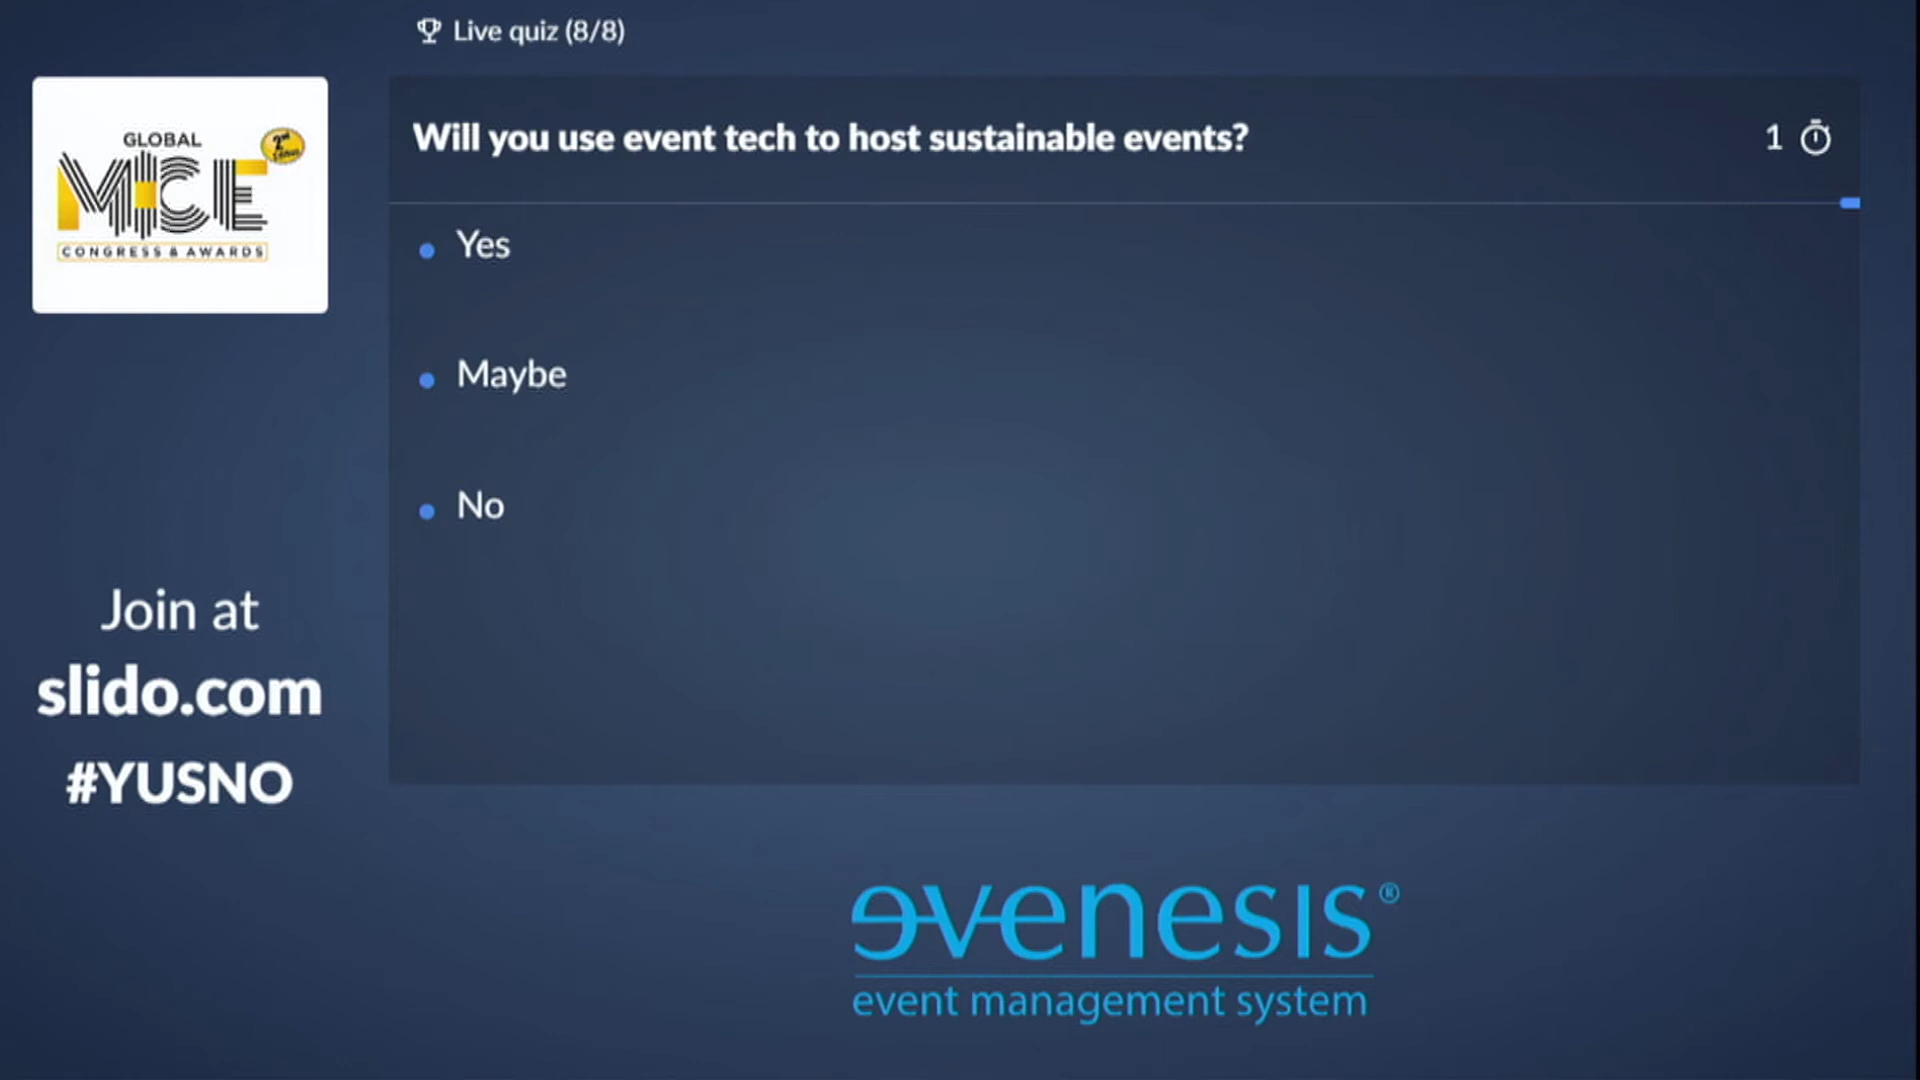 Live quiz (8/8)
GLOBAL
2nd
MICE
CONGRESS & AWARDS
Will you use event tech to host sustainable events?
1
Yes
Maybe
No
Join at
slido.com
#YUSNO
evenesis®
event management system